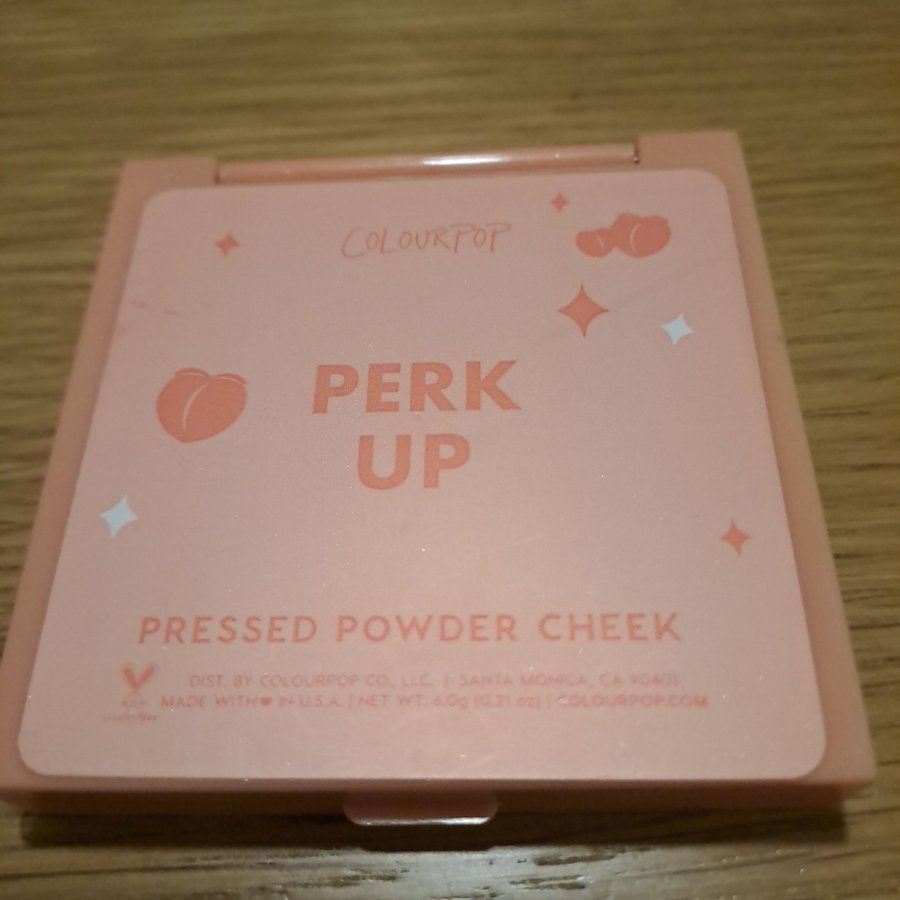 COLOURPOP
PERK
UP
PRESSED POWDER CHEEK
DIST. BY COLOURPOP CO., LLC. | SANTA MONICA, CA 90401
MADE WITH ♥ IN U.S.A. | NET WT. 6.0g (0.21 oz) | COLOURPOP.COM
crueltyfree